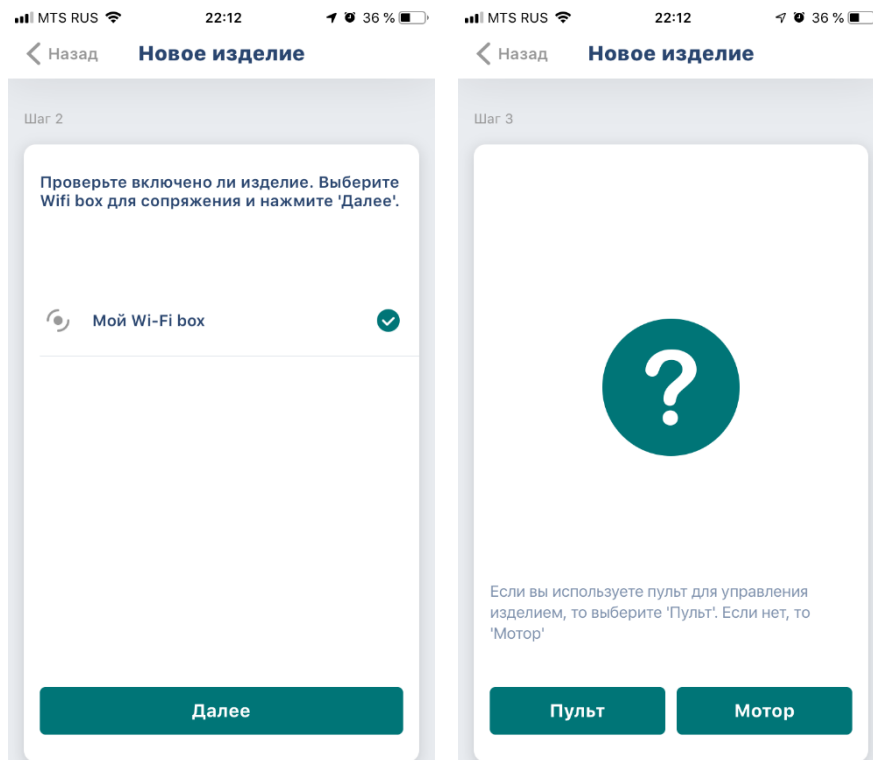 MTS RUS 22:12 36 %
Назад Новое изделие
Шаг 2
Проверьте включено ли изделие. Выберите
Wifi box для сопряжения и нажмите 'Далее'.
Мой Wi-Fi box
Далее
MTS RUS 22:12 36 %
Назад Новое изделие
Шаг 3
?
Если вы используете пульт для управления
изделием, то выберите 'Пульт'. Если нет, то
'Мотор'
Пульт Мотор